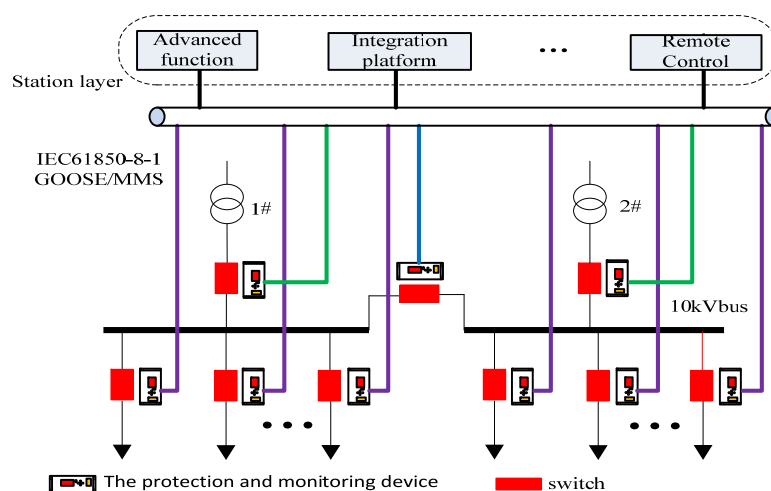 Advanced
function
Integration
platform
Remote
Control
Station layer
IEC61850-8-1
GOOSE/MMS
1#
2#
10kVbus
The protection and monitoring device
switch